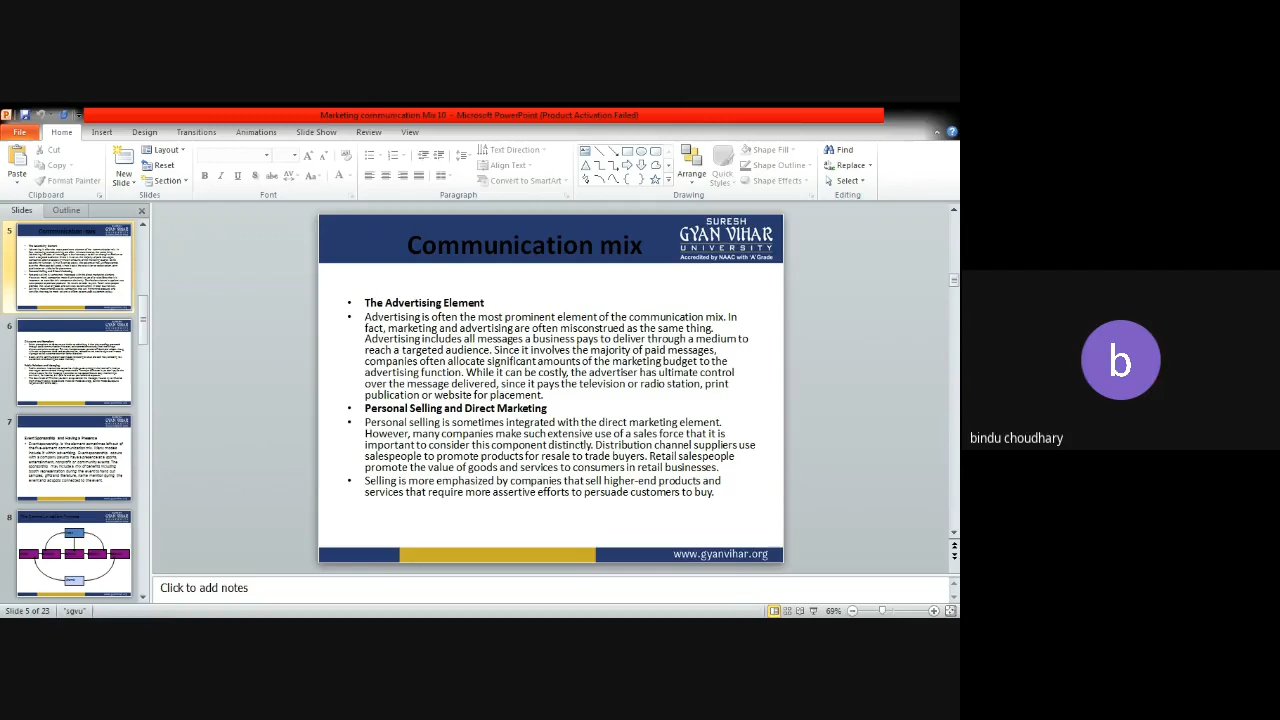 Marketing communication Mix 10 - Microsoft PowerPoint (Product Activation Failed)
File Home Insert Design Transitions Animations Slide Show Review View
Cut
Copy
Format Painter
Paste
Clipboard
New
Slide
Layout
Reset
Section
Slides
Font
Paragraph
Text Direction
Align Text
Convert to SmartArt
Arrange
Quick
Styles
Shape Fill
Shape Outline
Shape Effects
Drawing
Find
Replace
Select
Editing
Slides Outline
5
6
7
8
Communication mix
SURESH
GYAN VIHAR
UNIVERSITY
Accredited by NAAC with 'A' Grade
• The Advertising Element
• Advertising is often the most prominent element of the communication mix. In
fact, marketing and advertising are often misconstrued as the same thing.
Advertising includes all messages a business pays to deliver through a medium to
reach a targeted audience. Since it involves the majority of paid messages,
companies often allocate significant amounts of the marketing budget to the
advertising function. While it can be costly, the advertiser has ultimate control
over the message delivered, since it pays the television or radio station, print
publication or website for placement.
• Personal Selling and Direct Marketing
• Personal selling is sometimes integrated with the direct marketing element.
However, many companies make such extensive use of a sales force that it is
important to consider this component distinctly. Distribution channel suppliers use
salespeople to promote products for resale to trade buyers. Retail salespeople
promote the value of goods and services to consumers in retail businesses.
• Selling is more emphasized by companies that sell higher-end products and
services that require more assertive efforts to persuade customers to buy.
www.gyanvihar.org
Click to add notes
Slide 5 of 23 "sgvu" 69%
b
bindu choudhary